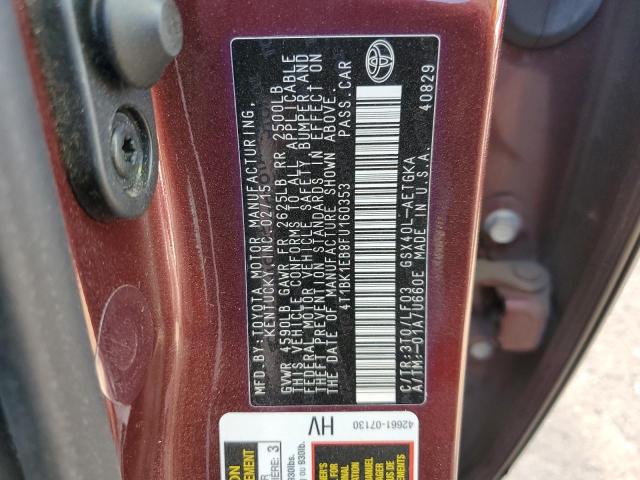 MFD.BY:TOYOTA MOTOR MANUFACTURING,
KENTUCKY, INC. 02/15
GVWR 4590LB GAWR FR 2625LB RR 2500LB
THIS VEHICLE CONFORMS TO ALL APPLICABLE
FEDERAL MOTOR VEHICLE SAFETY, BUMPER, AND
THEFT PREVENTION STANDARDS IN EFFECT ON
THE DATE OF MANUFACTURE SHOWN ABOVE.
4T1BK1EB8FU160353 PASS.CAR
C/TR:3T0/LF03 GSX40L-AETGKA
A/TM:-01A/U660E MADE IN U.S.A. 40829
42661-07130
HV
3